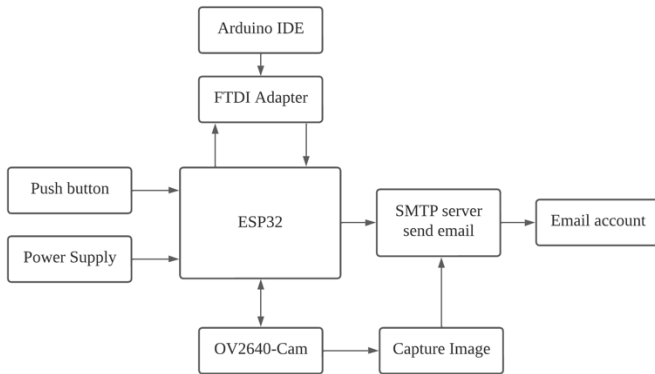 Arduino IDE
FTDI Adapter
Push button
ESP32
SMTP server
send email
Email account
Power Supply
OV2640-Cam
Capture Image